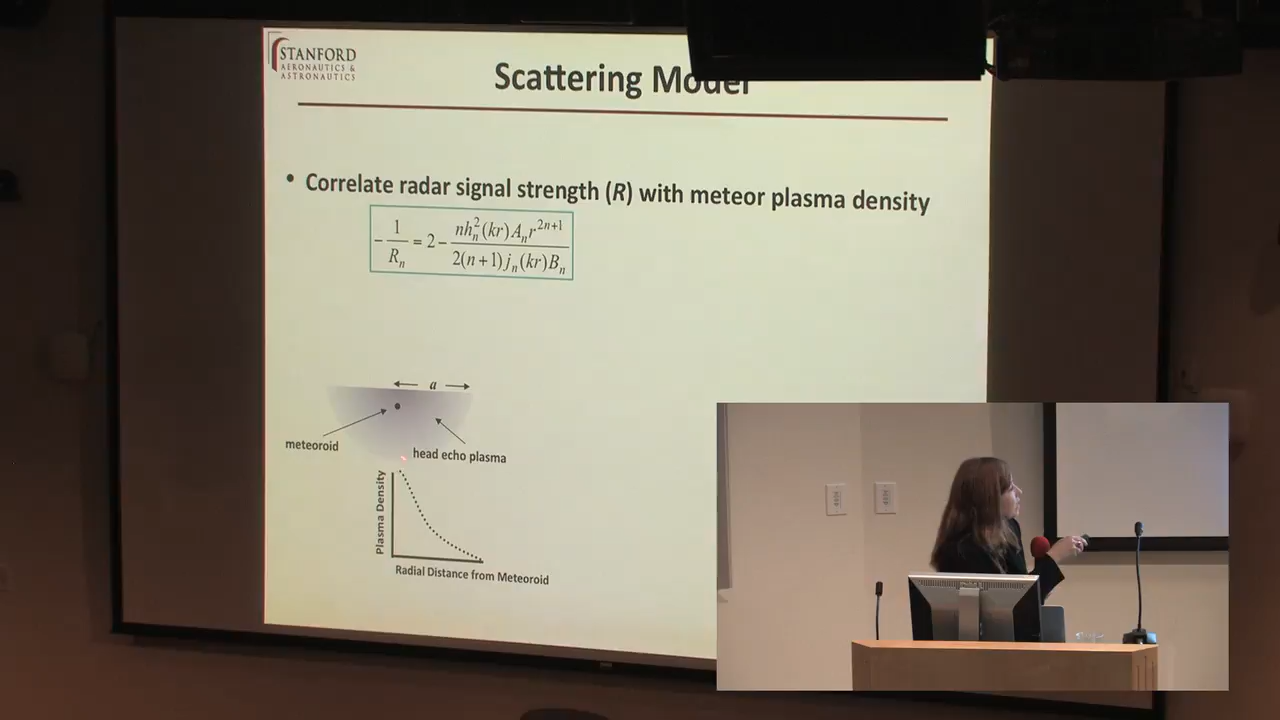 STANFORD
AERONAUTICS &
ASTRONAUTICS
Scattering Model
• Correlate radar signal strength (R) with meteor plasma density
-1/R_n = 2 - nh_n^2(kr)A_n r^{2n+1} / 2(n+1)j_n(kr)B_n
a
meteoroid
head echo plasma
Plasma Density
Radial Distance from Meteoroid